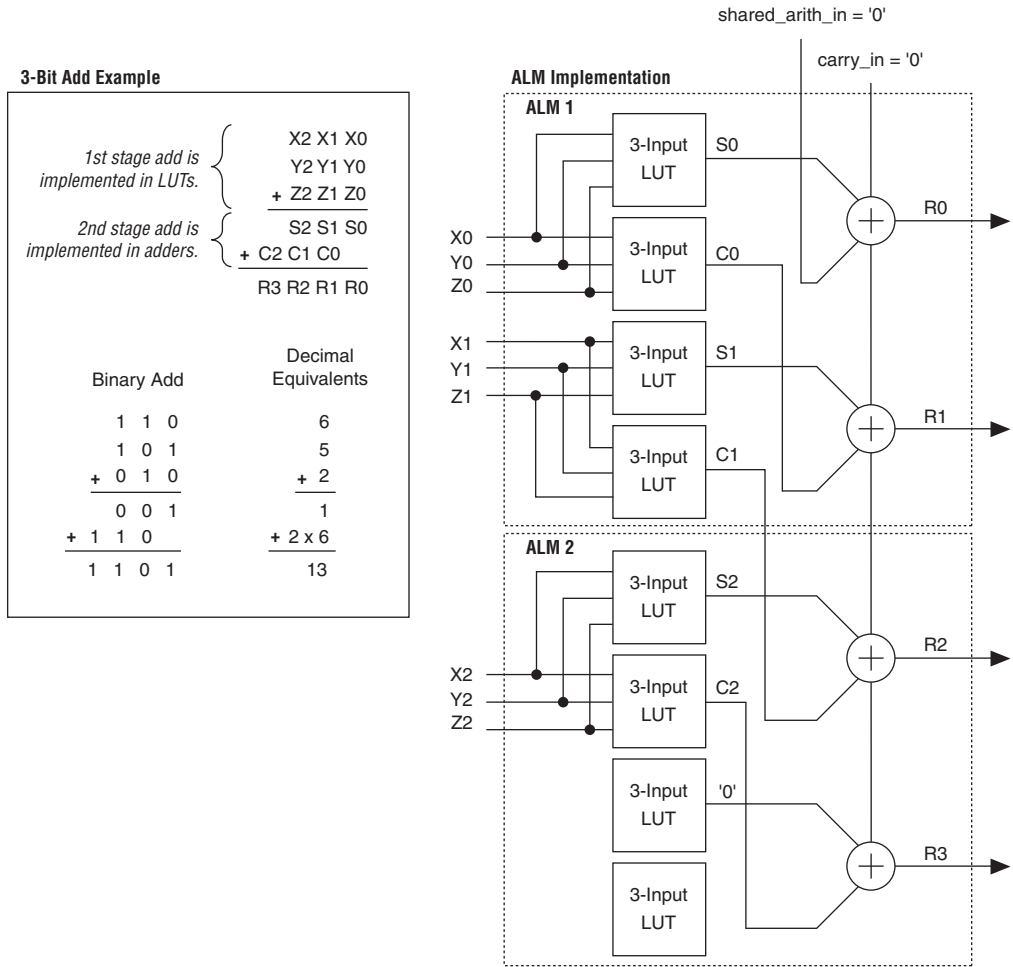 3-Bit Add Example
1st stage add is
implemented in LUTs.
X2 X1 X0
Y2 Y1 Y0
+ Z2 Z1 Z0
2nd stage add is
implemented in adders.
S2 S1 S0
+ C2 C1 C0
R3 R2 R1 R0
Binary Add
1 1 0
1 0 1
+ 0 1 0
0 0 1
+ 1 1 0
1 1 0 1
Decimal
Equivalents
6
5
+ 2
1
+ 2 x 6
13
shared_arith_in = '0'
carry_in = '0'
ALM Implementation
ALM 1
3-Input
LUT
S0
R0
X0
Y0
Z0
3-Input
LUT
C0
X1
Y1
Z1
3-Input
LUT
S1
R1
3-Input
LUT
C1
ALM 2
3-Input
LUT
S2
R2
X2
Y2
Z2
3-Input
LUT
C2
3-Input
LUT
'0'
R3
3-Input
LUT